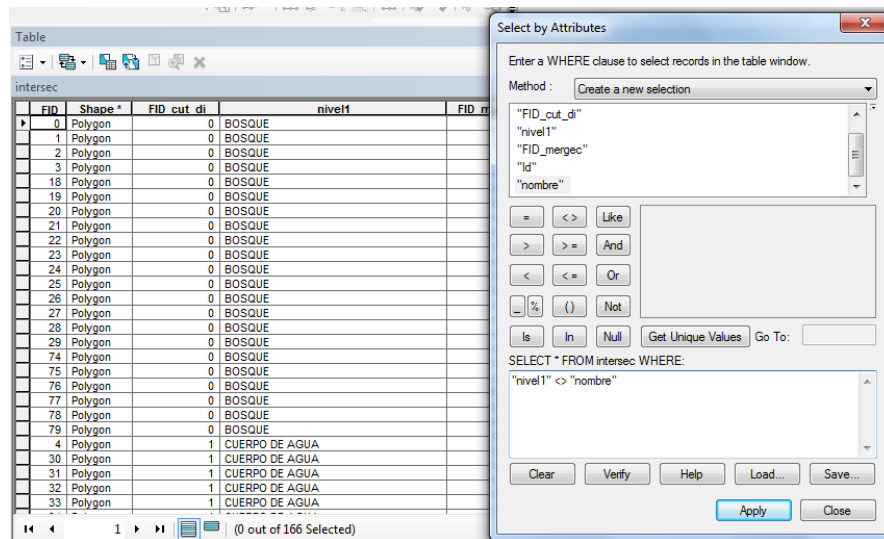 Table
intersec
FID Shape * FID_cut_di nivel1 FID_m
0 Polygon 0 BOSQUE
1 Polygon 0 BOSQUE
2 Polygon 0 BOSQUE
3 Polygon 0 BOSQUE
18 Polygon 0 BOSQUE
19 Polygon 0 BOSQUE
20 Polygon 0 BOSQUE
21 Polygon 0 BOSQUE
22 Polygon 0 BOSQUE
23 Polygon 0 BOSQUE
24 Polygon 0 BOSQUE
25 Polygon 0 BOSQUE
26 Polygon 0 BOSQUE
27 Polygon 0 BOSQUE
28 Polygon 0 BOSQUE
29 Polygon 0 BOSQUE
74 Polygon 0 BOSQUE
75 Polygon 0 BOSQUE
76 Polygon 0 BOSQUE
77 Polygon 0 BOSQUE
78 Polygon 0 BOSQUE
79 Polygon 0 BOSQUE
4 Polygon 1 CUERPO DE AGUA
30 Polygon 1 CUERPO DE AGUA
31 Polygon 1 CUERPO DE AGUA
32 Polygon 1 CUERPO DE AGUA
33 Polygon 1 CUERPO DE AGUA
1 (0 out of 166 Selected)
Select by Attributes
Enter a WHERE clause to select records in the table window.
Method : Create a new selection
"FID_cut_di"
"nivel1"
"FID_mergec"
"Id"
"nombre"
= < > Like
> > = And
< < = Or
_ % ( ) Not
Is In Null Get Unique Values Go To:
SELECT * FROM intersec WHERE:
"nivel1" <> "nombre"
Clear Verify Help Load... Save...
Apply Close